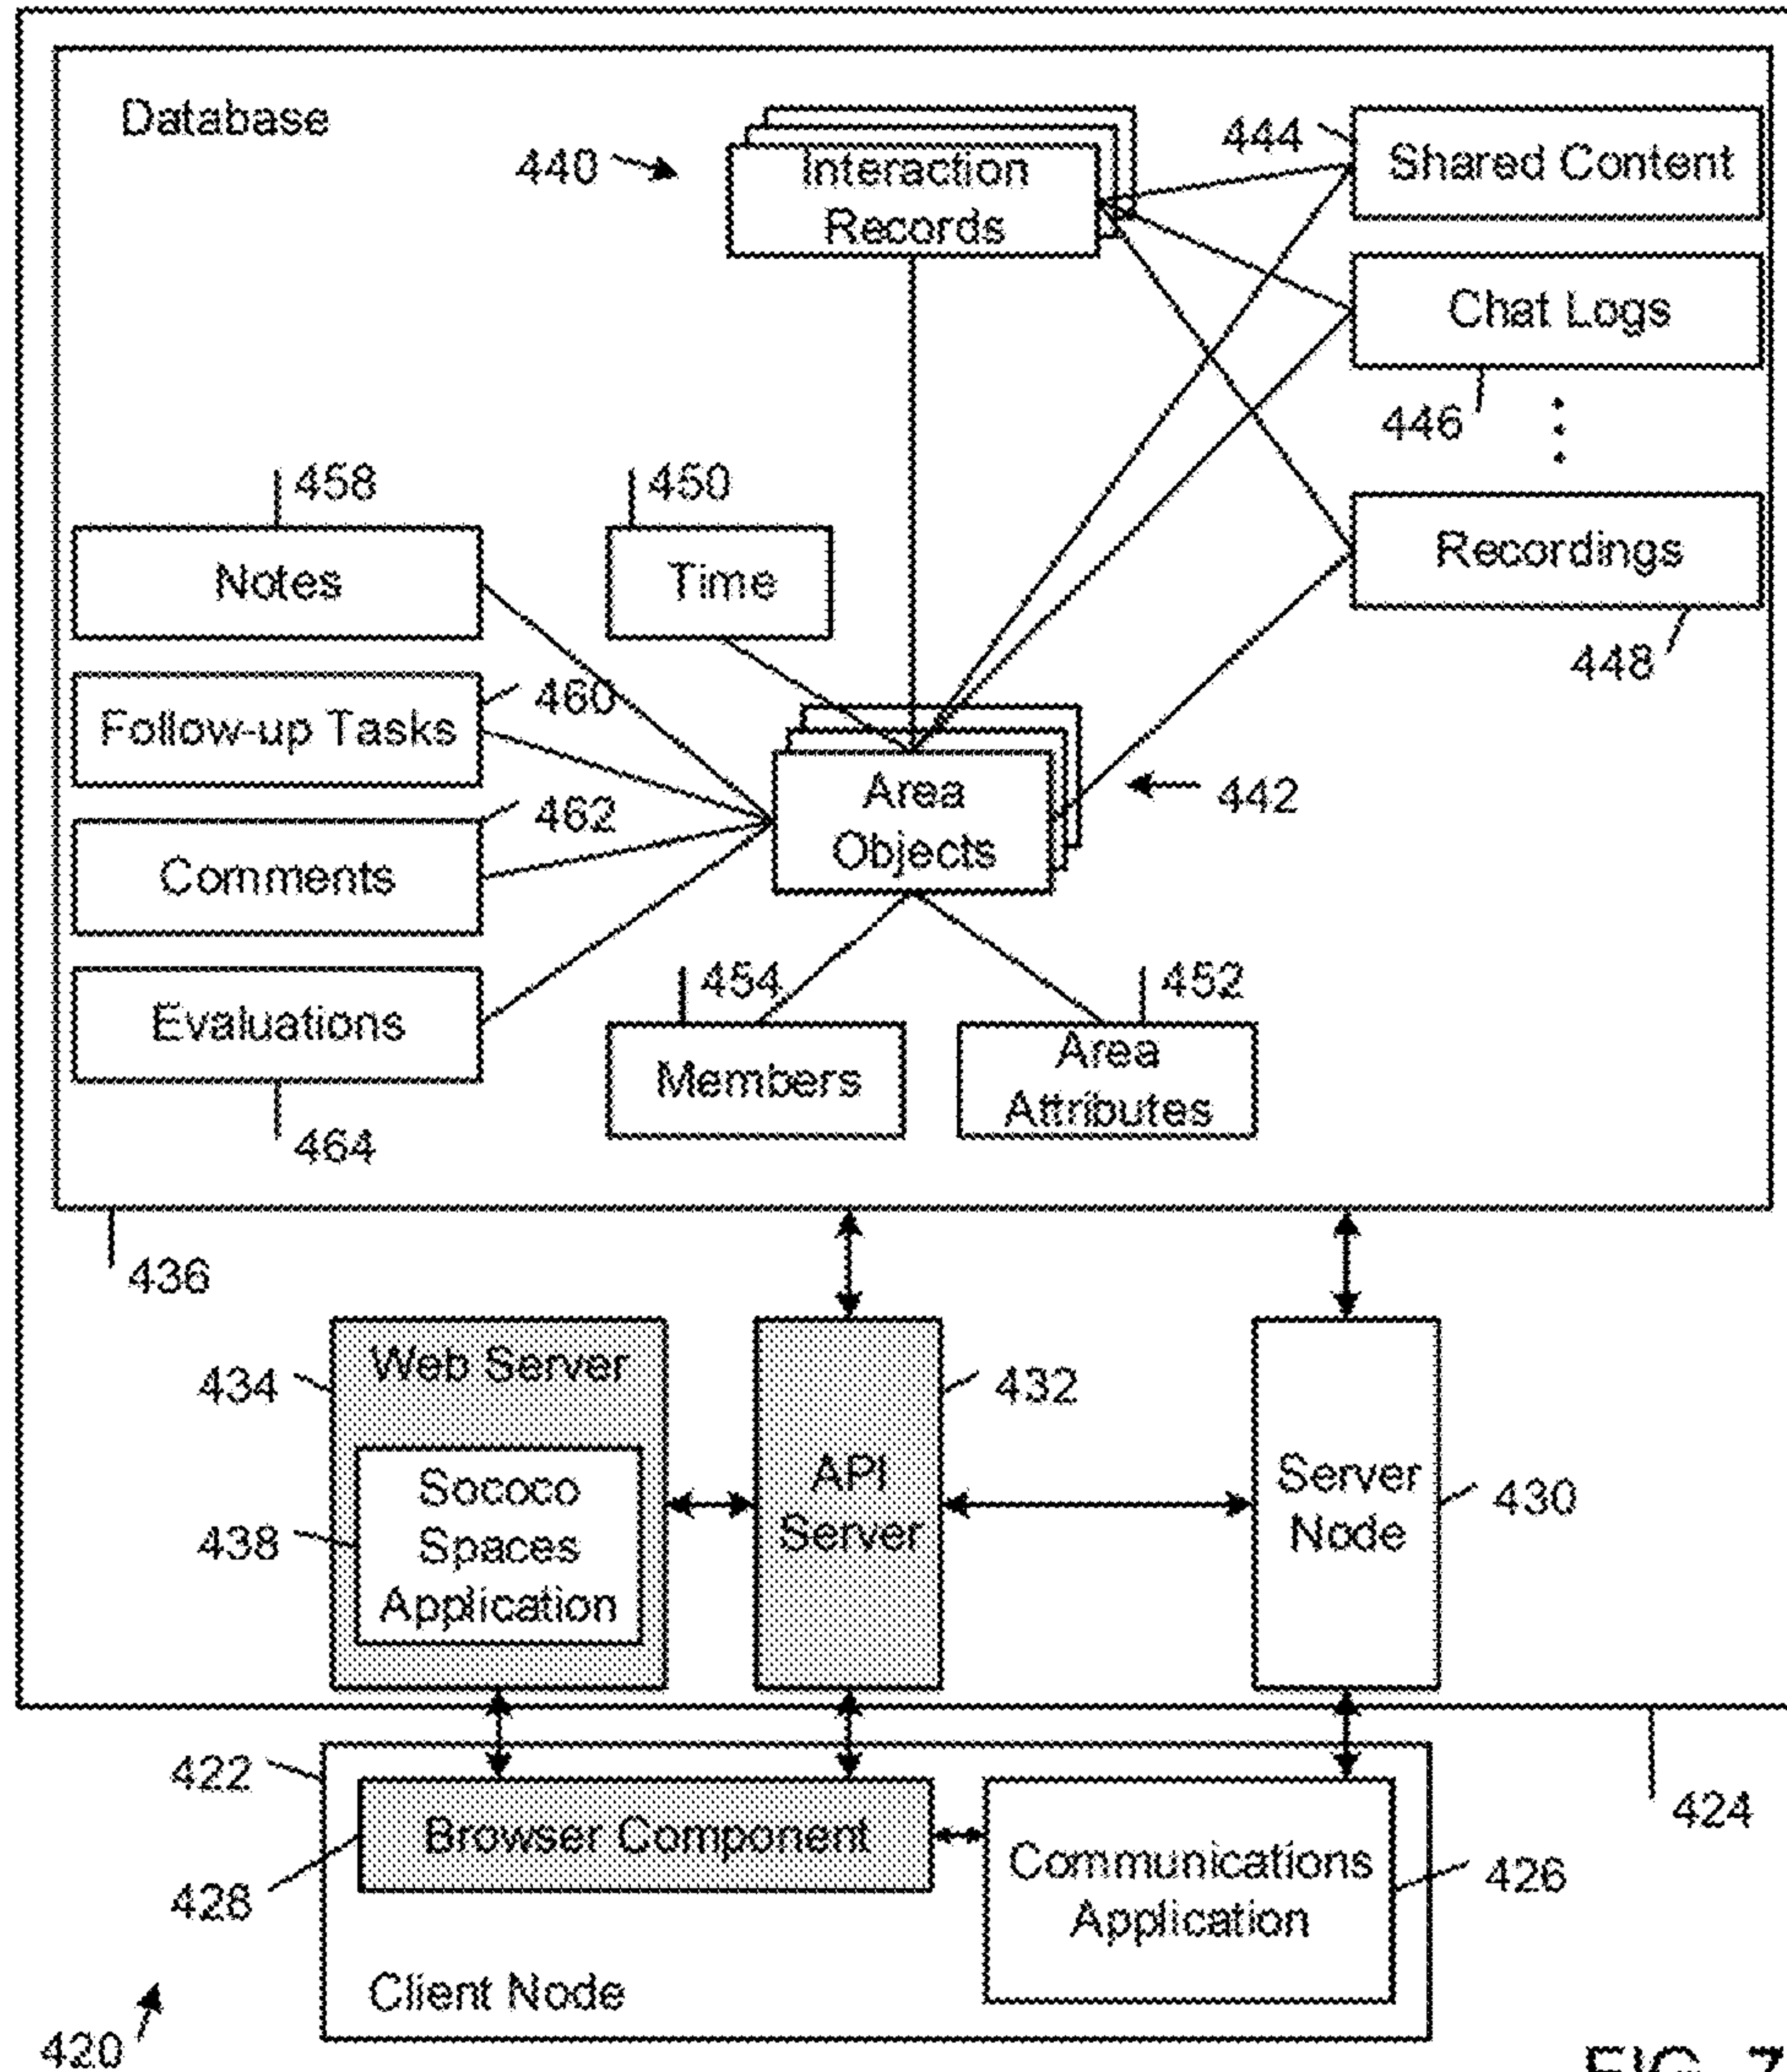 Database
440
Interaction
Records
444
Shared Content
Chat Logs
446
458
450
Notes
Time
Recordings
448
460
Follow-up Tasks
462
Area
Objects
442
Comments
454
452
Evaluations
Members
Area
Attributes
464
436
434
Web Server
432
438
Sococo
Spaces
Application
API
Server
Server
Node
430
422
Browser Component
428
Communications
Application
426
424
Client Node
420
FIG. 7